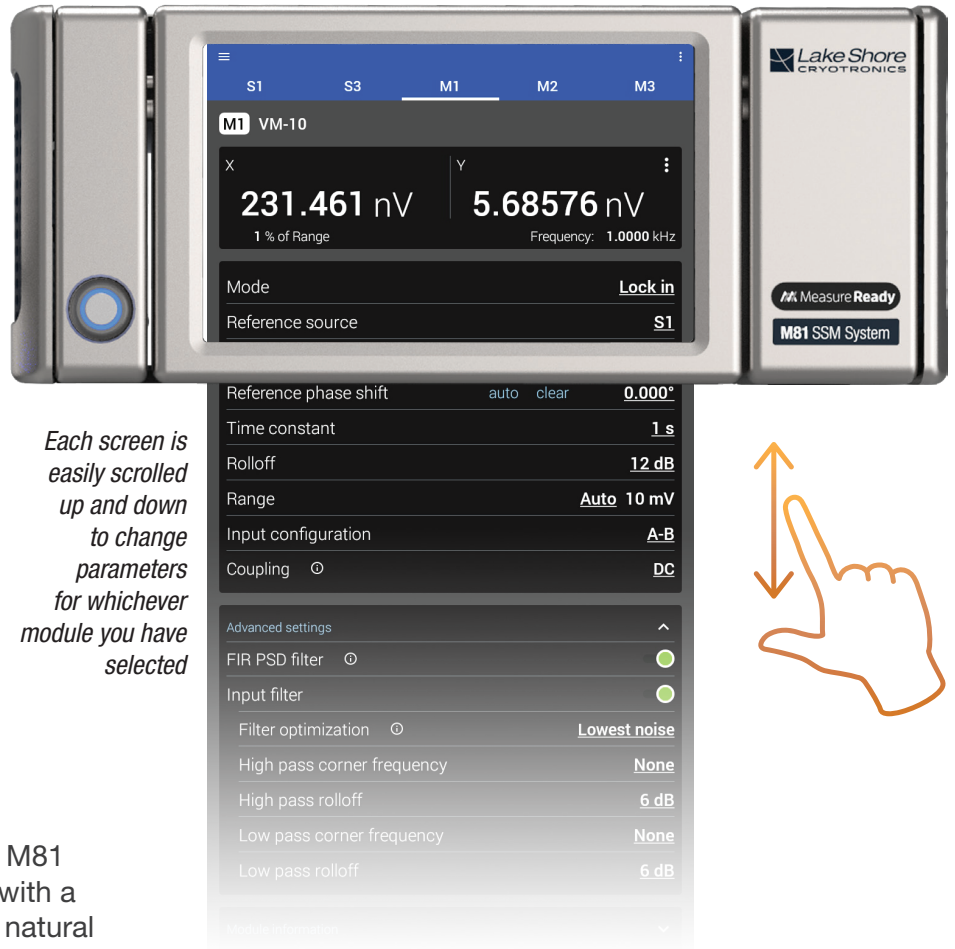 Lake Shore
CRYOTRONICS
S1 S3 M1 M2 M3
M1 VM-10
X Y
231.461 nV 5.68576 nV
1 % of Range Frequency: 1.0000 kHz
Mode Lock in
Reference source S1
MeasureReady
M81 SSM System
Reference phase shift auto clear 0.000°
Time constant 1 s
Rolloff 12 dB
Range Auto 10 mV
Input configuration A-B
Coupling DC
Advanced settings
FIR PSD filter
Input filter
Filter optimization Lowest noise
High pass corner frequency None
High pass rolloff 6 dB
Low pass corner frequency None
Low pass rolloff 6 dB
Module information
Each screen is
easily scrolled
up and down
to change
parameters
for whichever
module you have
selected
M81
with a
natural